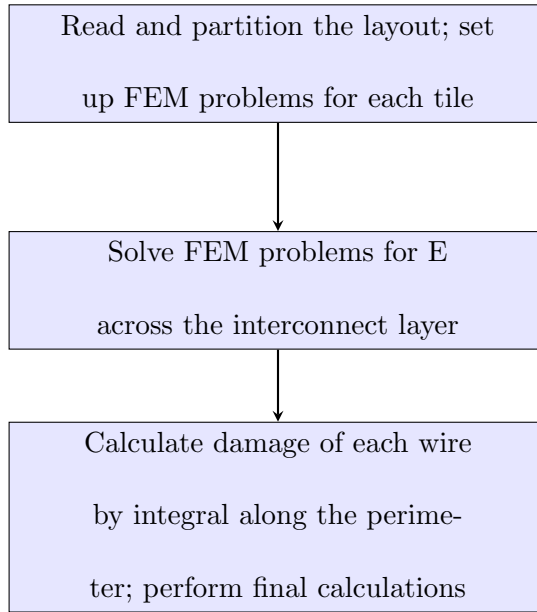 Read and partition the layout; set
up FEM problems for each tile
Solve FEM problems for E
across the interconnect layer
Calculate damage of each wire
by integral along the perime-
ter; perform final calculations